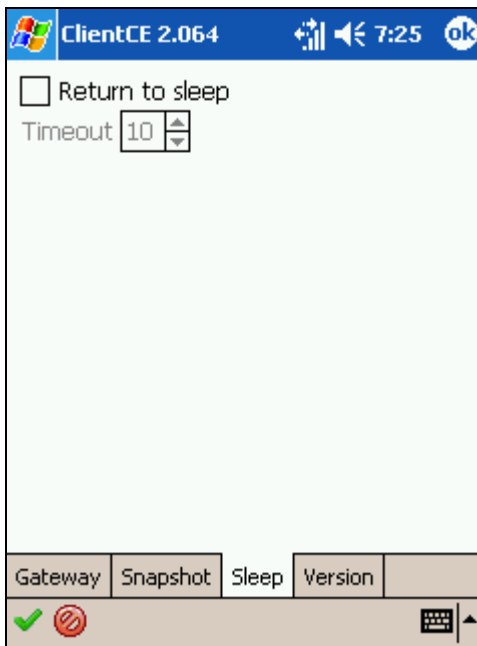 ClientCE 2.064 7:25 ok
Return to sleep
Timeout 10
Gateway Snapshot Sleep Version